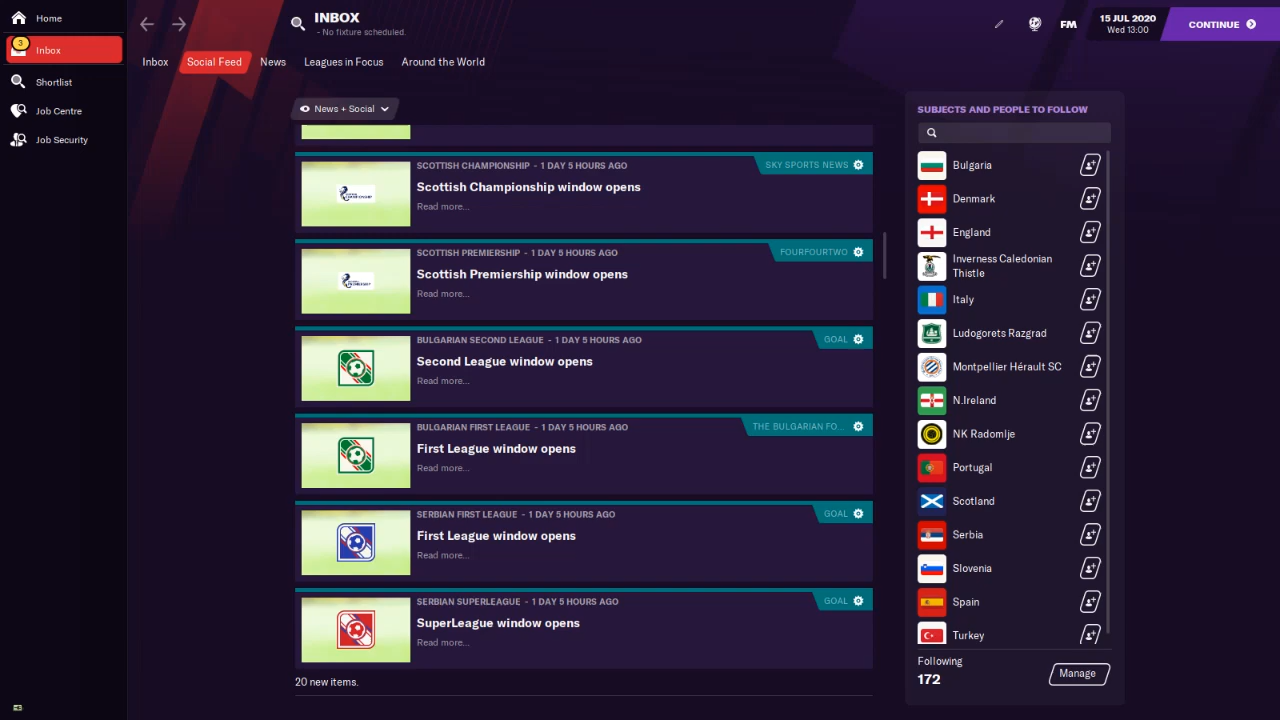 Home
3
Inbox
Shortlist
Job Centre
Job Security
INBOX
- No fixture scheduled.
FM
15 JUL 2020
Wed 13:00
CONTINUE
Inbox
Social Feed
News
Leagues in Focus
Around the World
News + Social
SCOTTISH CHAMPIONSHIP - 1 DAY 5 HOURS AGO
SKY SPORTS NEWS
Scottish Championship window opens
Read more...
SCOTTISH PREMIERSHIP - 1 DAY 5 HOURS AGO
FOURFOURTWO
Scottish Premiership window opens
Read more...
BULGARIAN SECOND LEAGUE - 1 DAY 5 HOURS AGO
GOAL
Second League window opens
Read more...
BULGARIAN FIRST LEAGUE - 1 DAY 5 HOURS AGO
THE BULGARIAN FO...
First League window opens
Read more...
SERBIAN FIRST LEAGUE - 1 DAY 5 HOURS AGO
GOAL
First League window opens
Read more...
SERBIAN SUPERLEAGUE - 1 DAY 5 HOURS AGO
GOAL
SuperLeague window opens
Read more...
20 new items.
SUBJECTS AND PEOPLE TO FOLLOW
Bulgaria
Denmark
England
Inverness Caledonian
Thistle
Italy
Ludogorets Razgrad
Montpellier Hérault SC
N.Ireland
NK Radomlje
Portugal
Scotland
Serbia
Slovenia
Spain
Turkey
Following
172
Manage